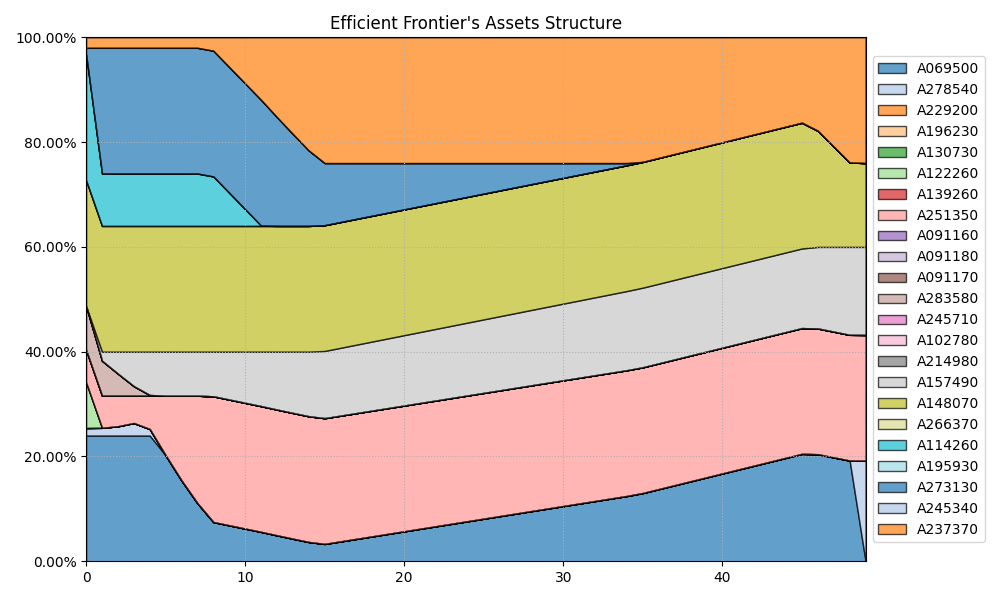 Efficient Frontier's Assets Structure
100.00%
80.00%
60.00%
40.00%
20.00%
0.00%
0
10
20
30
40
A069500
A278540
A229200
A196230
A130730
A122260
A139260
A251350
A091160
A091180
A091170
A283580
A245710
A102780
A214980
A157490
A148070
A266370
A114260
A195930
A273130
A245340
A237370